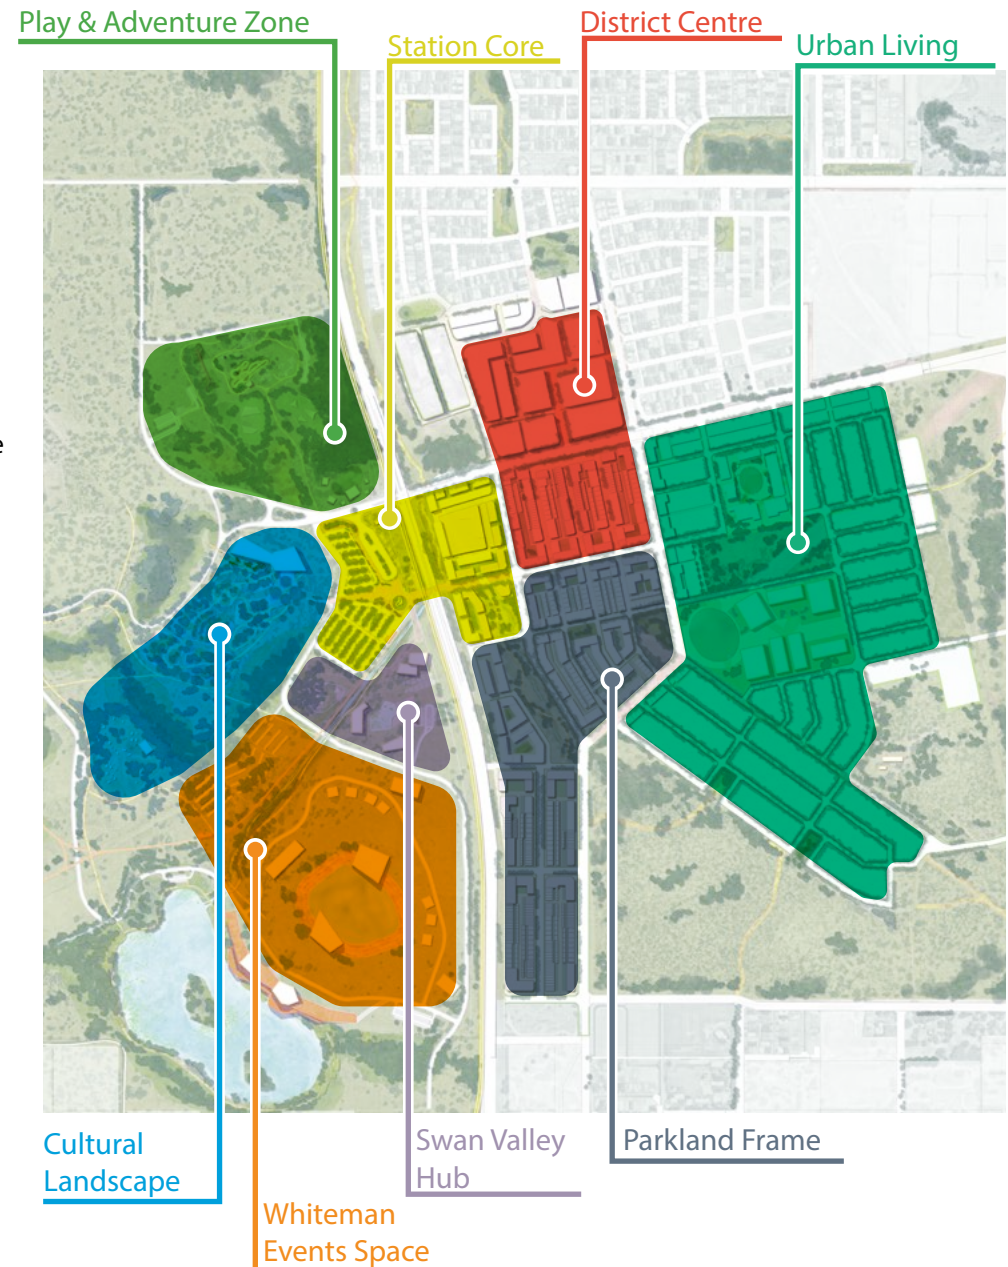 Play & Adventure Zone
Station Core
District Centre
Urban Living
e
Cultural
Landscape
Swan Valley
Hub
Parkland Frame
Whiteman
Events Space